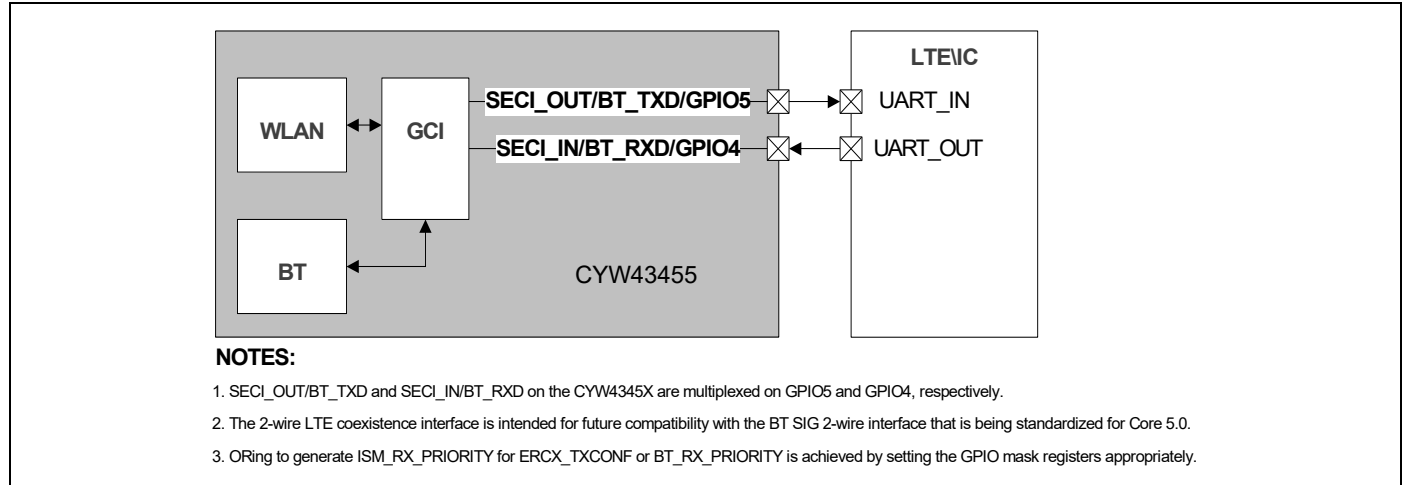 LTE\IC
SECI_OUT/BT_TXD/GPIO5
UART_IN
WLAN
GCI
SECI_IN/BT_RXD/GPIO4
UART_OUT
BT
CYW43455
NOTES:
1. SECI_OUT/BT_TXD and SECI_IN/BT_RXD on the CYW4345X are multiplexed on GPIO5 and GPIO4, respectively.
2. The 2-wire LTE coexistence interface is intended for future compatibility with the BT SIG 2-wire interface that is being standardized for Core 5.0.
3. ORing to generate ISM_RX_PRIORITY for ERCX_TXCONF or BT_RX_PRIORITY is achieved by setting the GPIO mask registers appropriately.